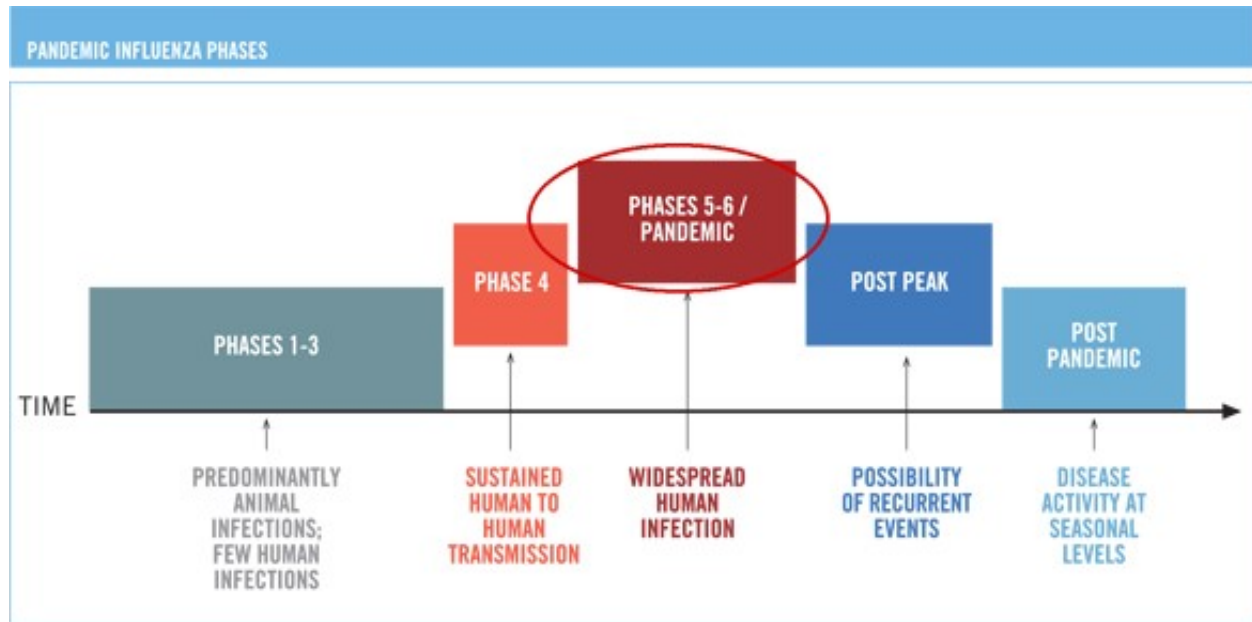 PANDEMIC INFLUENZA PHASES
PHASES 5-6 /
PANDEMIC
PHASE 4
POST PEAK
PHASES 1-3
POST
PANDEMIC
TIME
PREDOMINANTLY
ANIMAL
INFECTIONS;
FEW HUMAN
INFECTIONS
SUSTAINED
HUMAN TO
HUMAN
TRANSMISSION
WIDESPREAD
HUMAN
INFECTION
POSSIBILITY
OF RECURRENT
EVENTS
DISEASE
ACTIVITY AT
SEASONAL
LEVELS